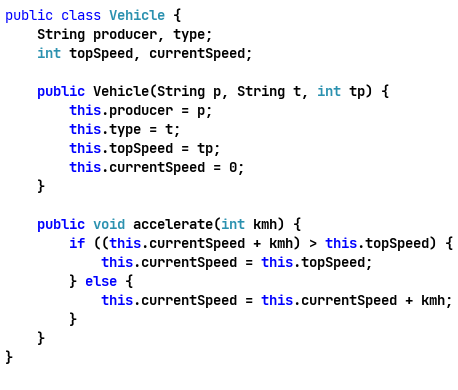 public class Vehicle {
    String producer, type;
    int topSpeed, currentSpeed;

    public Vehicle(String p, String t, int tp) {
        this.producer = p;
        this.type = t;
        this.topSpeed = tp;
        this.currentSpeed = 0;
    }

    public void accelerate(int kmh) {
        if ((this.currentSpeed + kmh) > this.topSpeed) {
            this.currentSpeed = this.topSpeed;
        } else {
            this.currentSpeed = this.currentSpeed + kmh;
        }
    }
}